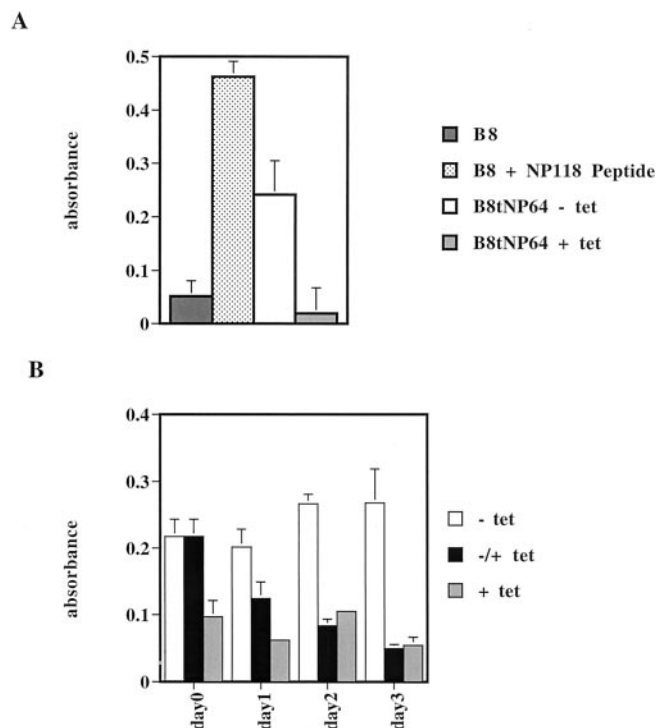 A
0.5
0.4
0.3
0.2
0.1
0
absorbance
B8
B8 + NP118 Peptide
B8tNP64 - tet
B8tNP64 + tet
B
0.4
0.3
0.2
0.1
0
absorbance
day0
day1
day2
day3
- tet
-/+ tet
+ tet